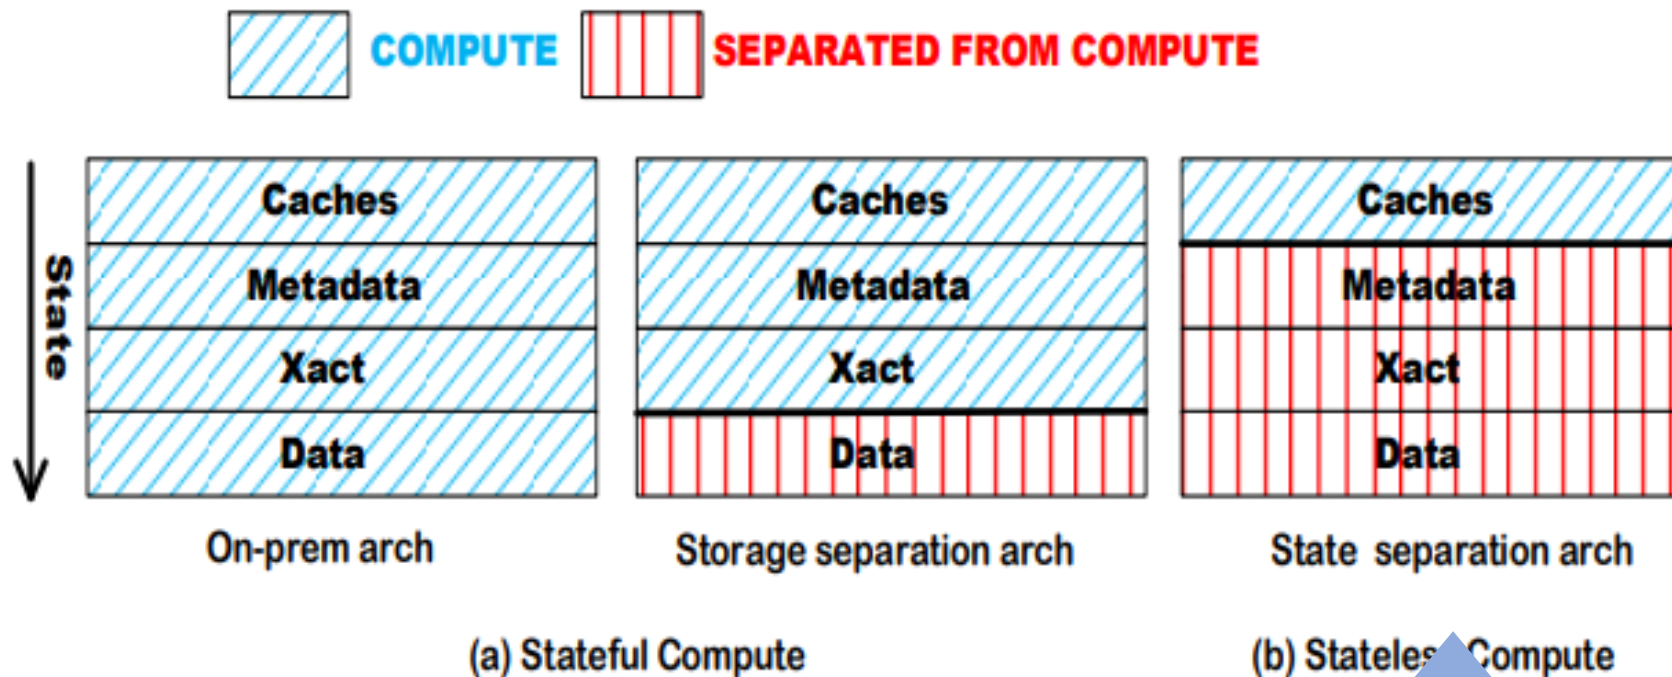 COMPUTE SEPARATED FROM COMPUTE
State
Caches Caches Caches
Metadata Metadata Metadata
Xact Xact Xact
Data Data Data
On-prem arch Storage separation arch State separation arch
(a) Stateful Compute (b) Stateless Compute